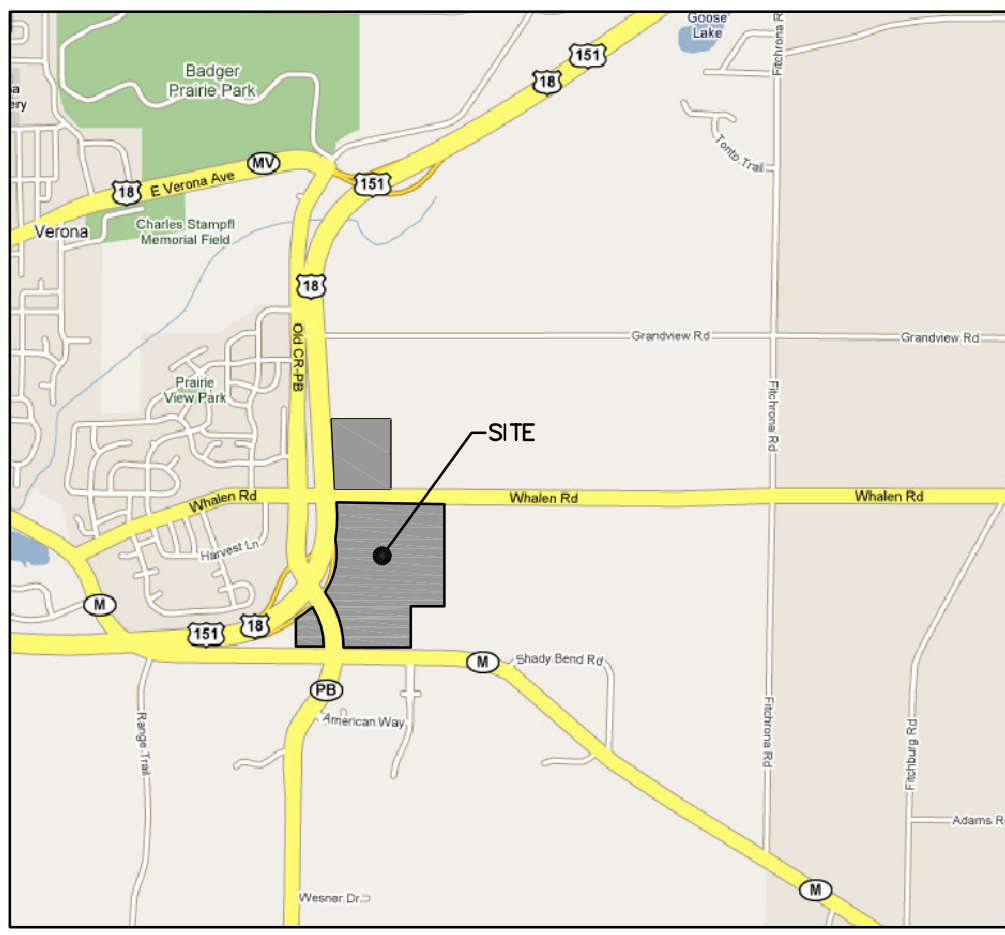 Goose
Lake
151
18
Fitchrona R
Badger
Prairie Park
Tonto Trail
MV
151
18
E Verona Ave
Verona
Charles Stampfl
Memorial Field
18
Old CR-PB
Grandview Rd
Grandview Rd
Prairie
View Park
Fitchrona Rd
SITE
Whalen Rd
Whalen Rd
Whalen Rd
Harvest Ln
M
151
18
M
Shady Bend Rd
PB
American Way
Range Trail
Fitchrona Rd
Fitchburg Rd
Adams R
M
Wesner Dr